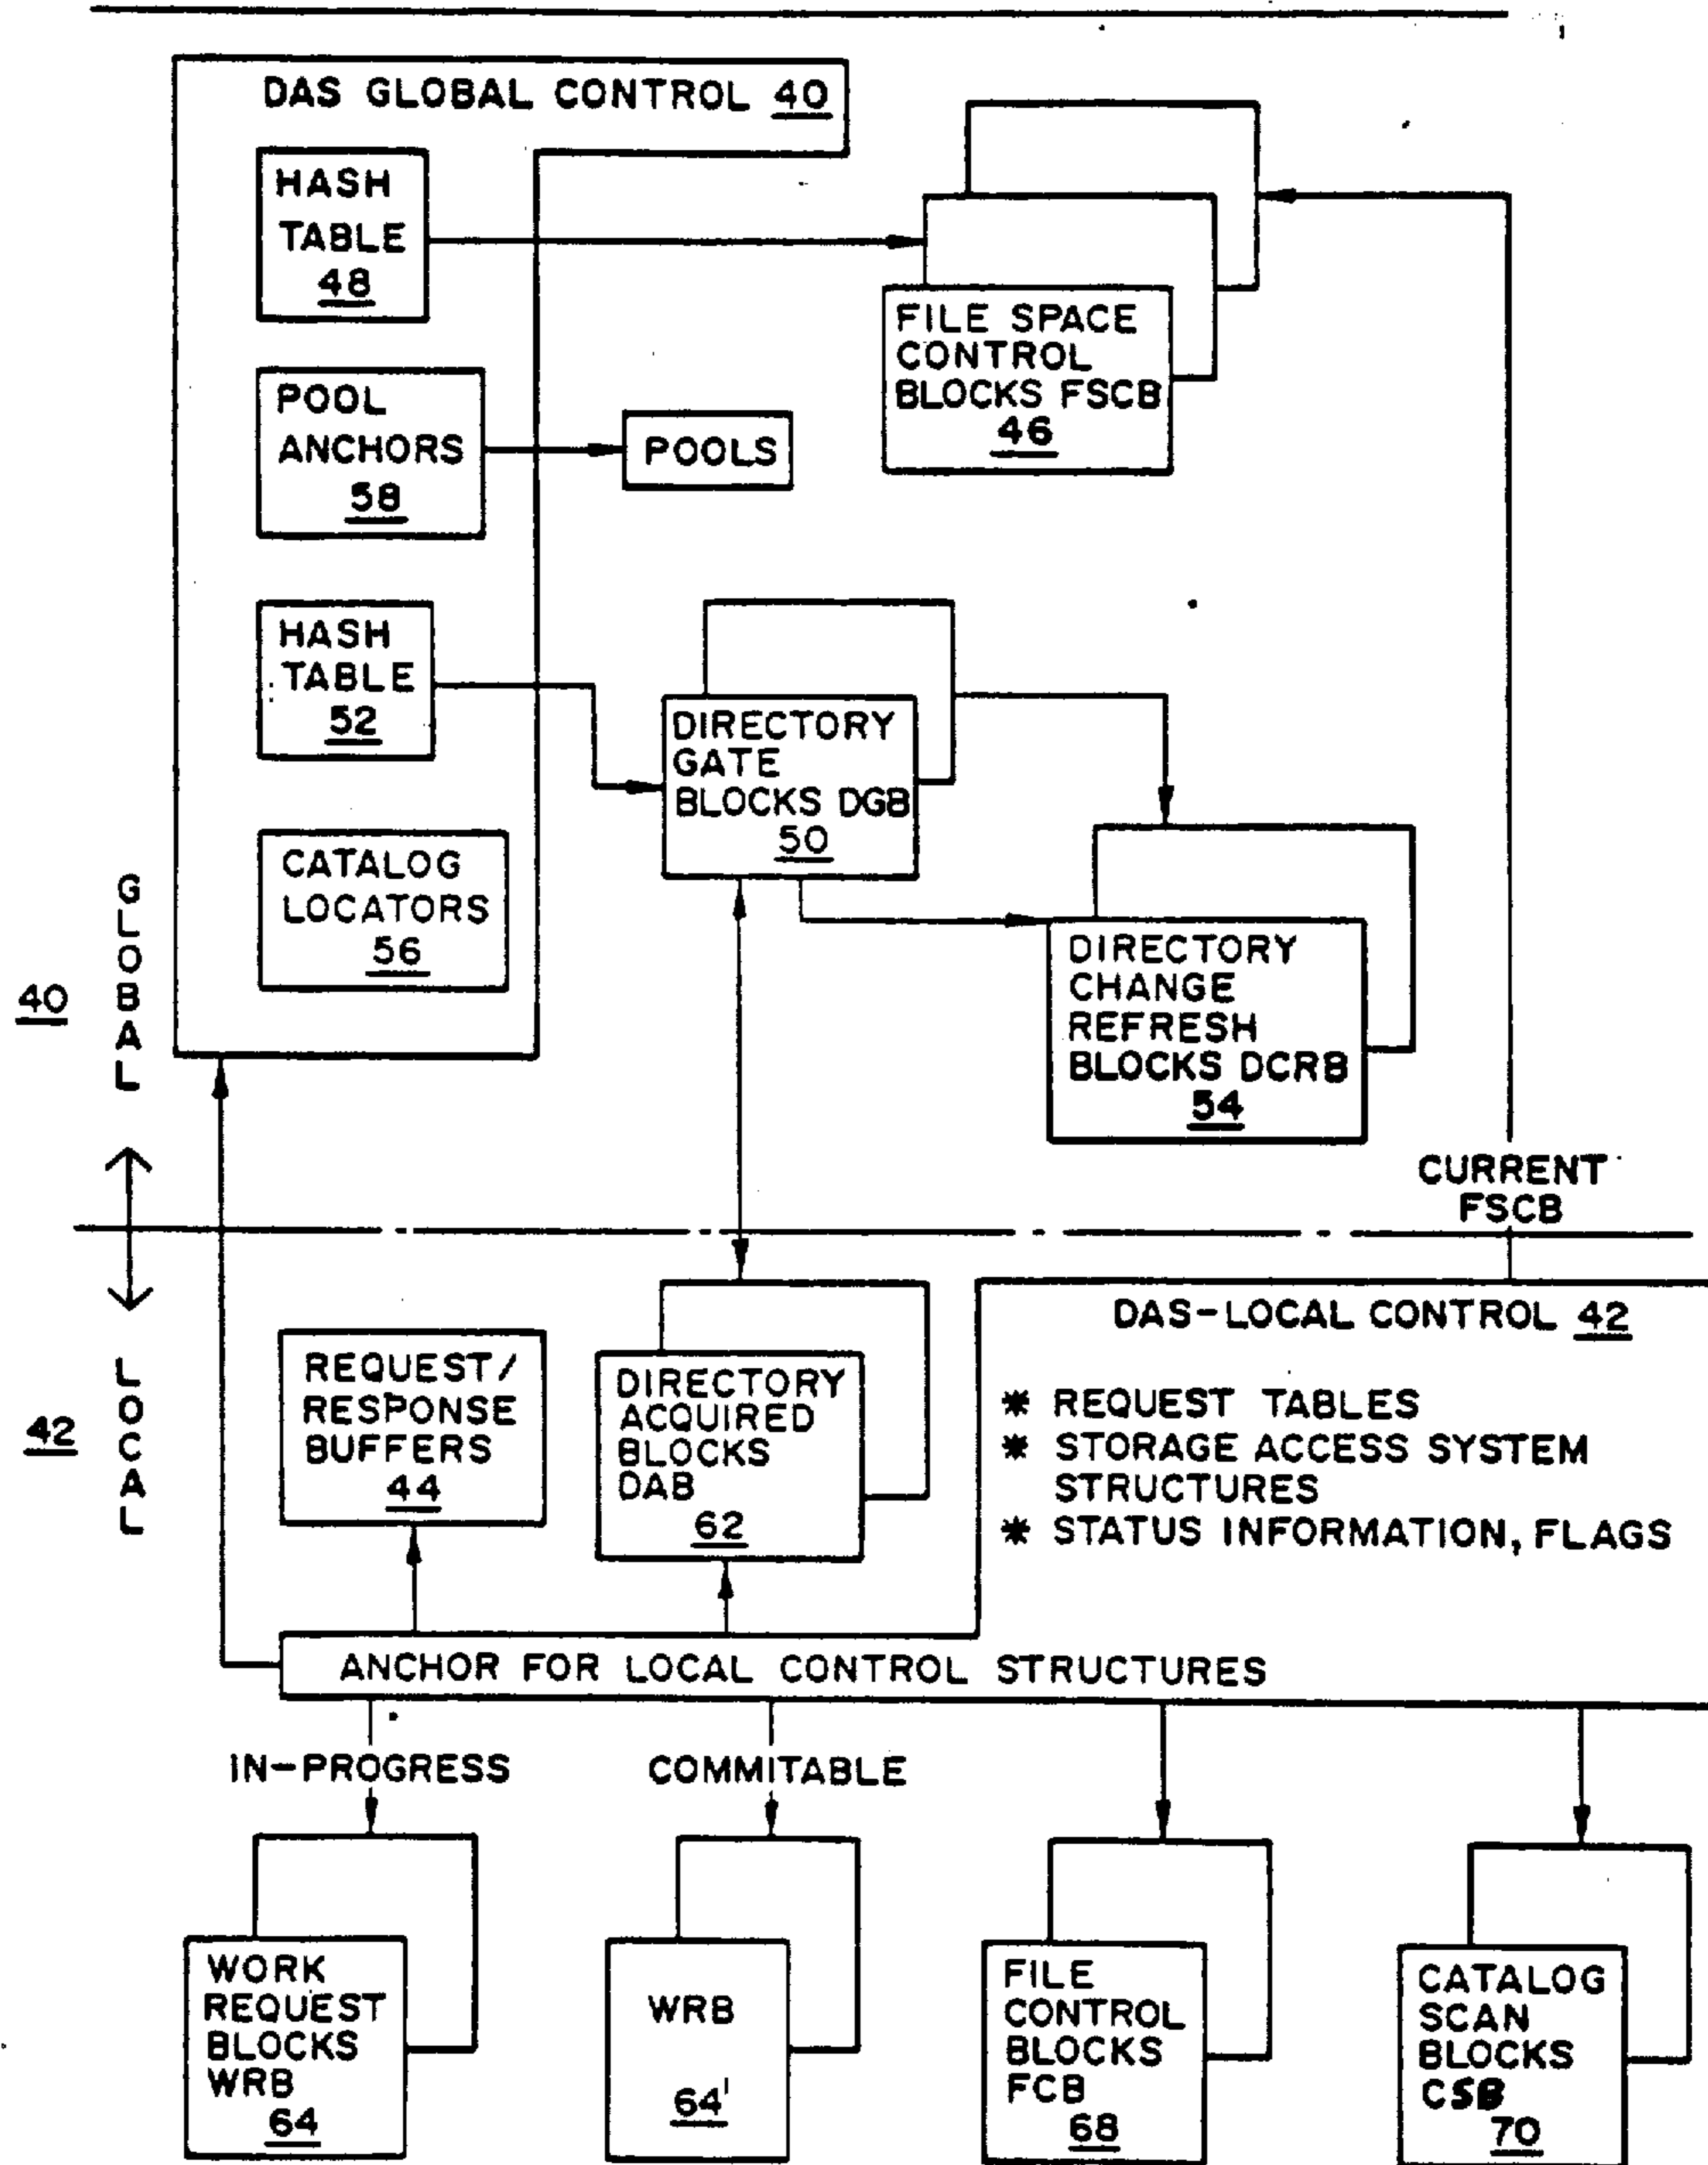 DAS GLOBAL CONTROL 40
HASH
TABLE
48
FILE SPACE
CONTROL
BLOCKS FSCB
46
POOL
ANCHORS
58
POOLS
HASH
TABLE
52
DIRECTORY
GATE
BLOCKS DGB
50
CATALOG
LOCATORS
56
DIRECTORY
CHANGE
REFRESH
BLOCKS DCRB
54
40
GLOBAL
CURRENT
FSCB
42
LOCAL
REQUEST/
RESPONSE
BUFFERS
44
DIRECTORY
ACQUIRED
BLOCKS
DAB
62
DAS-LOCAL CONTROL 42
* REQUEST TABLES
* STORAGE ACCESS SYSTEM
STRUCTURES
* STATUS INFORMATION, FLAGS
ANCHOR FOR LOCAL CONTROL STRUCTURES
IN-PROGRESS
COMMITABLE
WORK
REQUEST
BLOCKS
WRB
64
WRB
64'
FILE
CONTROL
BLOCKS
FCB
68
CATALOG
SCAN
BLOCKS
CSB
70